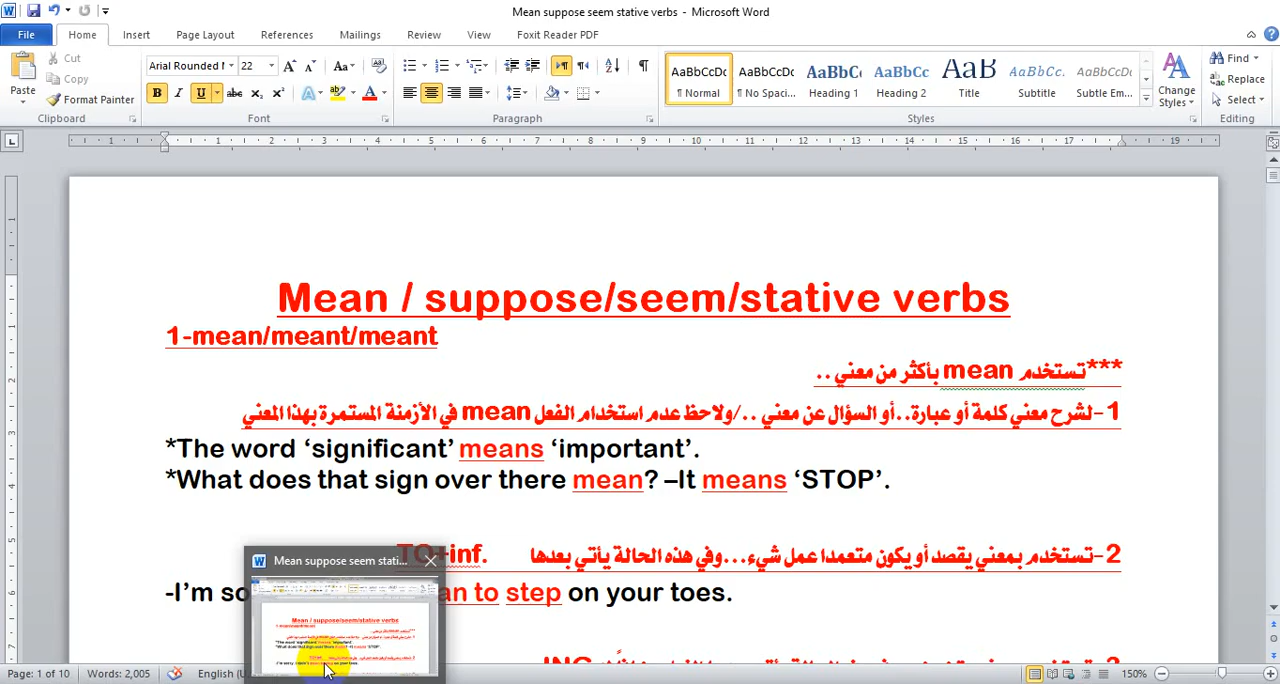 Mean suppose seem stative verbs - Microsoft Word
File Home Insert Page Layout References Mailings Review View Foxit Reader PDF
Cut
Copy
Format Painter
Paste
Clipboard
Arial Rounded 22
Font
Paragraph
AaBbCcDc AaBbCcDc AaBbC AaBbCc AaB AaBbCc. AaBbCcDc
¶ Normal ¶ No Spaci... Heading 1 Heading 2 Title Subtitle Subtle Em...
Change Styles
Styles
Find
Replace
Select
Editing
Mean / suppose/seem/stative verbs
1-mean/meant/meant
***تستخدم mean بأكثر من معني ..
1-لشرح معني كلمة أو عبارة..أو السؤال عن معني ../ولاحظ عدم استخدام الفعل mean في الأزمنة المستمرة بهذا المعني
*The word ‘significant’ means ‘important’.
*What does that sign over there mean? –It means ‘STOP’.
2-تستخدم بمعني يقصد أو يكون متعمدا عمل شيء...وفي هذه الحالة يأتي بعدها TO+inf.
-I’m so an to step on your toes.
Mean suppose seem stati...
Page: 1 of 10 Words: 2,005 English (U 150%